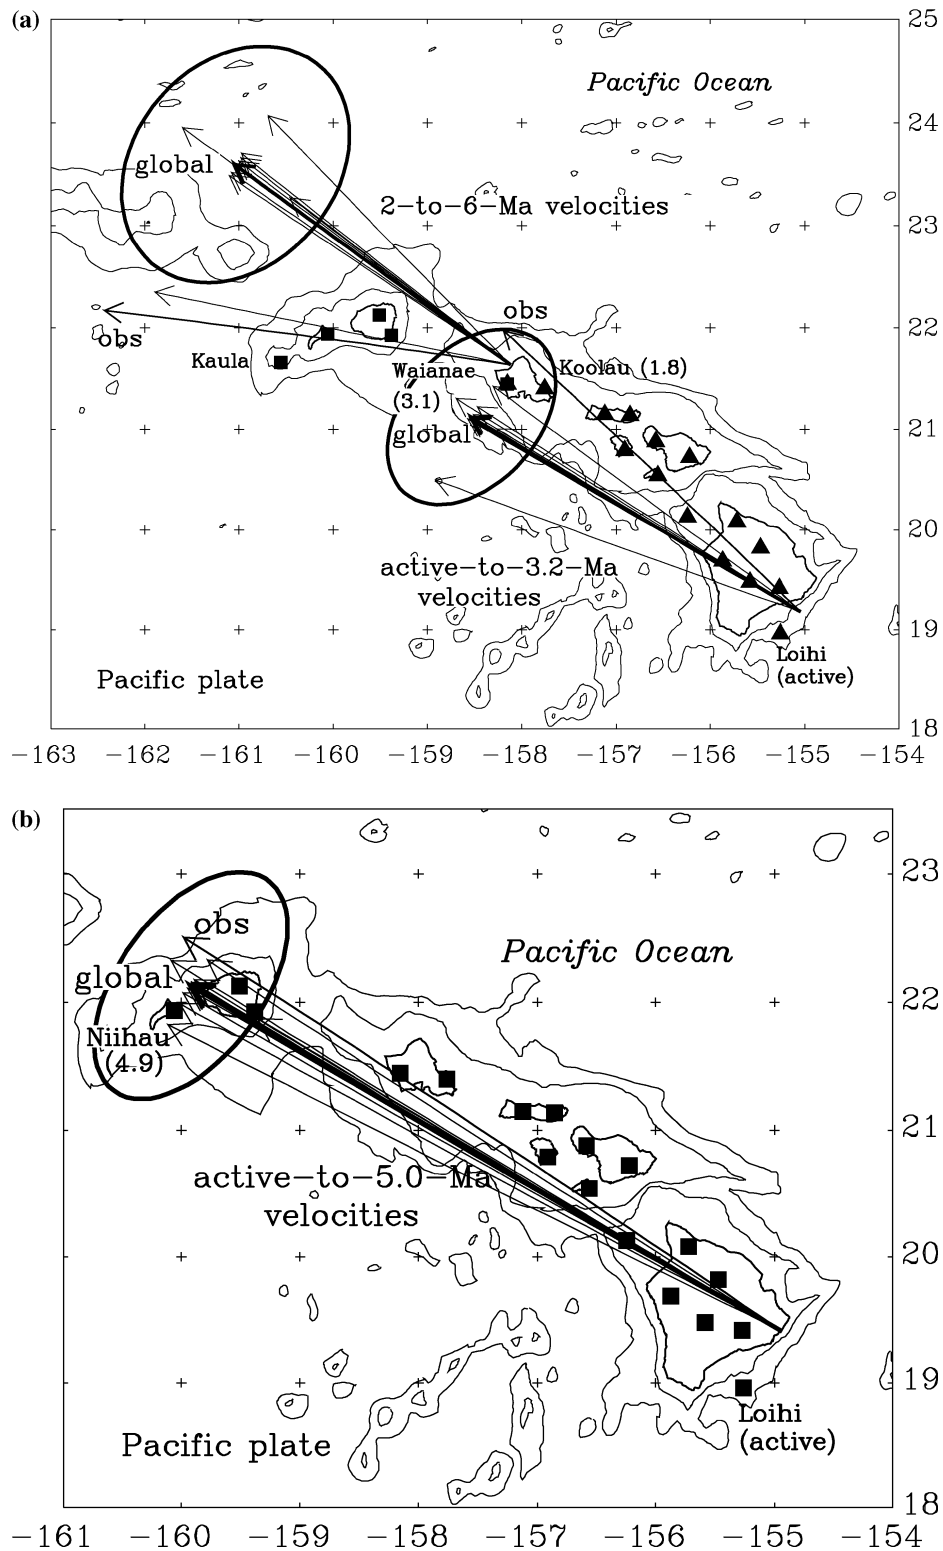 (a)
25
Pacific Ocean
24
global
2−to−6−Ma velocities
23
obs
22
obs
Kaula
Waianae
(3.1)
Koolau (1.8)
global
21
20
active−to−3.2−Ma
velocities
19
Loihi
(active)
Pacific plate
18
−163 −162 −161 −160 −159 −158 −157 −156 −155 −154
(b)
23
obs
Pacific Ocean
global
22
Niihau
(4.9)
21
active−to−5.0−Ma
velocities
20
19
Loihi
(active)
Pacific plate
18
−161 −160 −159 −158 −157 −156 −155 −154